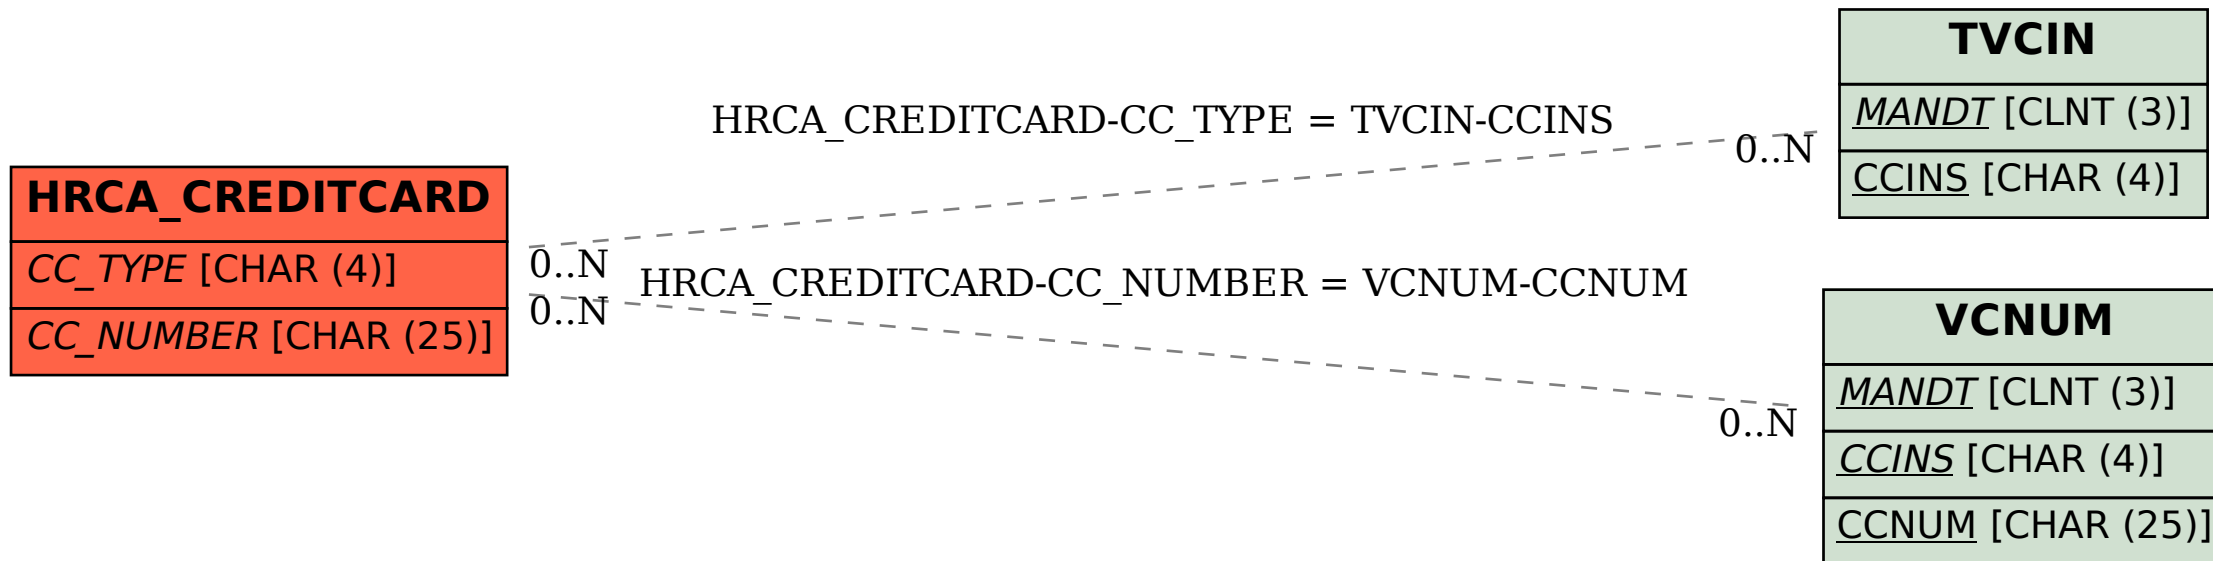 HRCA_CREDITCARD
CC_TYPE [CHAR (4)]
CC_NUMBER [CHAR (25)]
HRCA_CREDITCARD-CC_TYPE = TVCIN-CCINS
0..N
0..N
HRCA_CREDITCARD-CC_NUMBER = VCNUM-CCNUM
0..N
0..N
TVCIN
MANDT [CLNT (3)]
CCINS [CHAR (4)]
VCNUM
MANDT [CLNT (3)]
CCINS [CHAR (4)]
CCNUM [CHAR (25)]